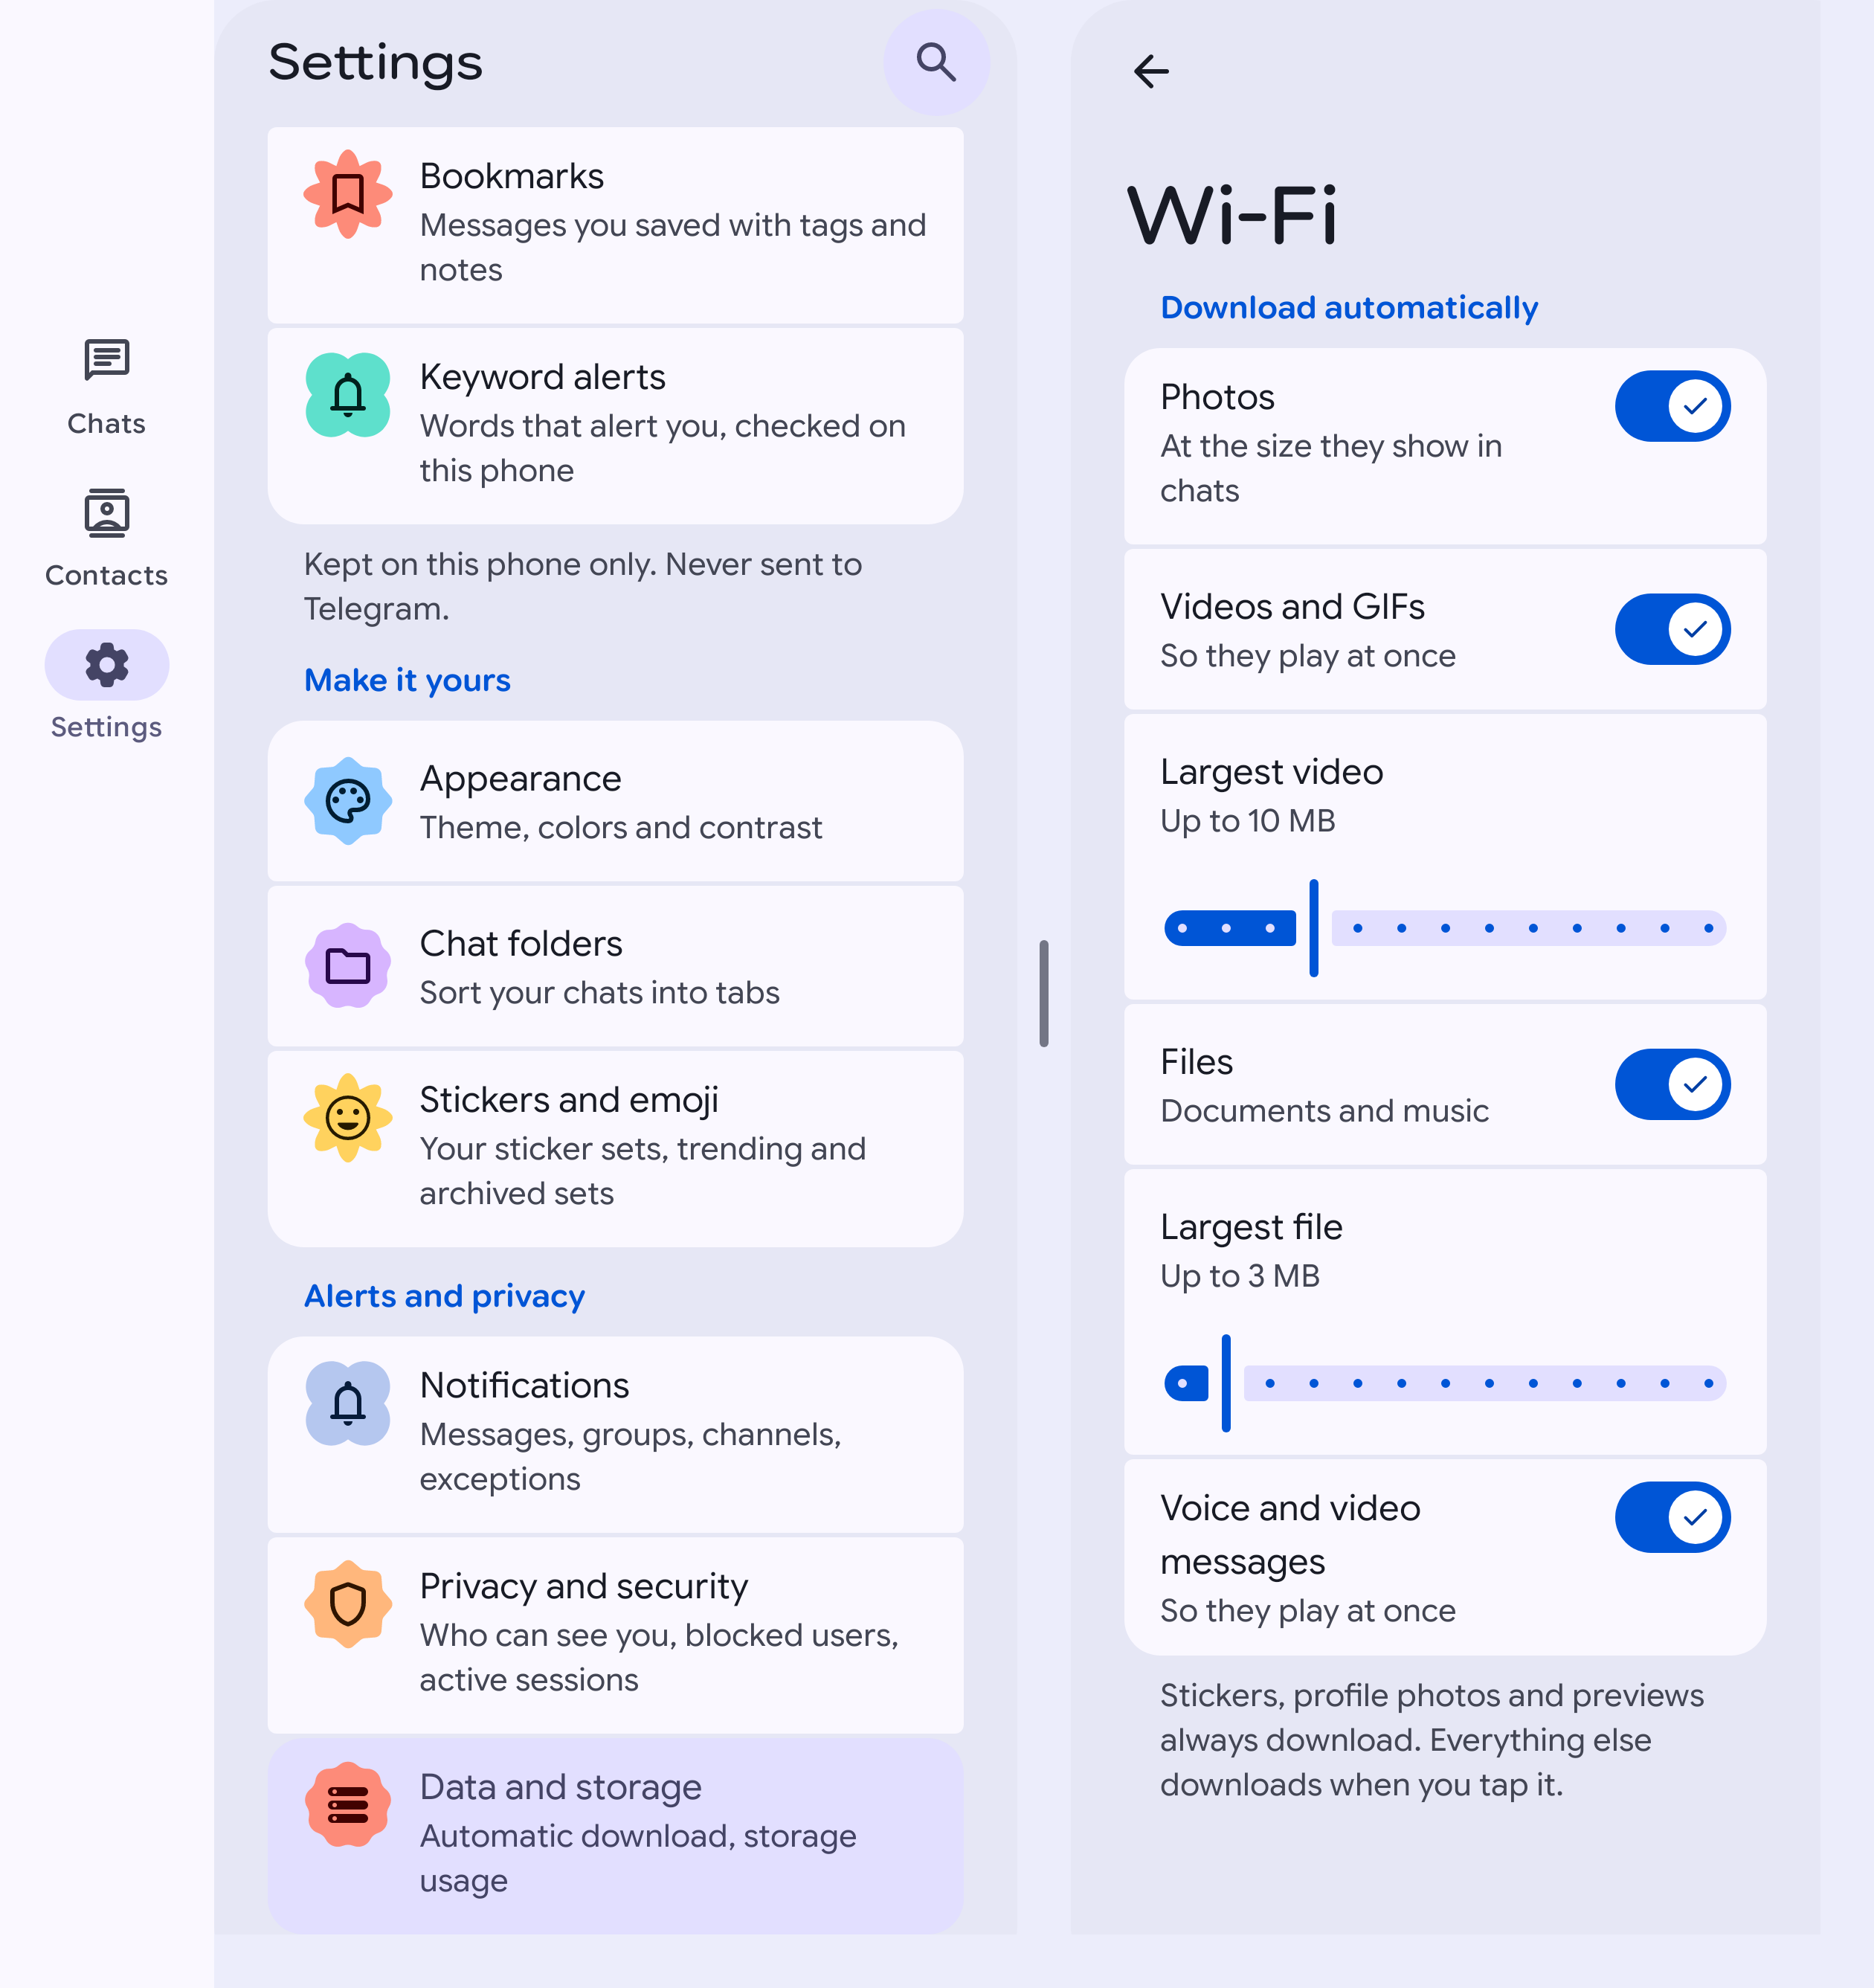 Chats
Contacts
Settings
Settings
Bookmarks
Messages you saved with tags and
notes
Keyword alerts
Words that alert you, checked on
this phone
Kept on this phone only. Never sent to
Telegram.
Make it yours
Appearance
Theme, colors and contrast
Chat folders
Sort your chats into tabs
Stickers and emoji
Your sticker sets, trending and
archived sets
Alerts and privacy
Notifications
Messages, groups, channels,
exceptions
Privacy and security
Who can see you, blocked users,
active sessions
Data and storage
Automatic download, storage
usage
Wi-Fi
Download automatically
Photos
At the size they show in
chats
Videos and GIFs
So they play at once
Largest video
Up to 10 MB
Files
Documents and music
Largest file
Up to 3 MB
Voice and video
messages
So they play at once
Stickers, profile photos and previews
always download. Everything else
downloads when you tap it.